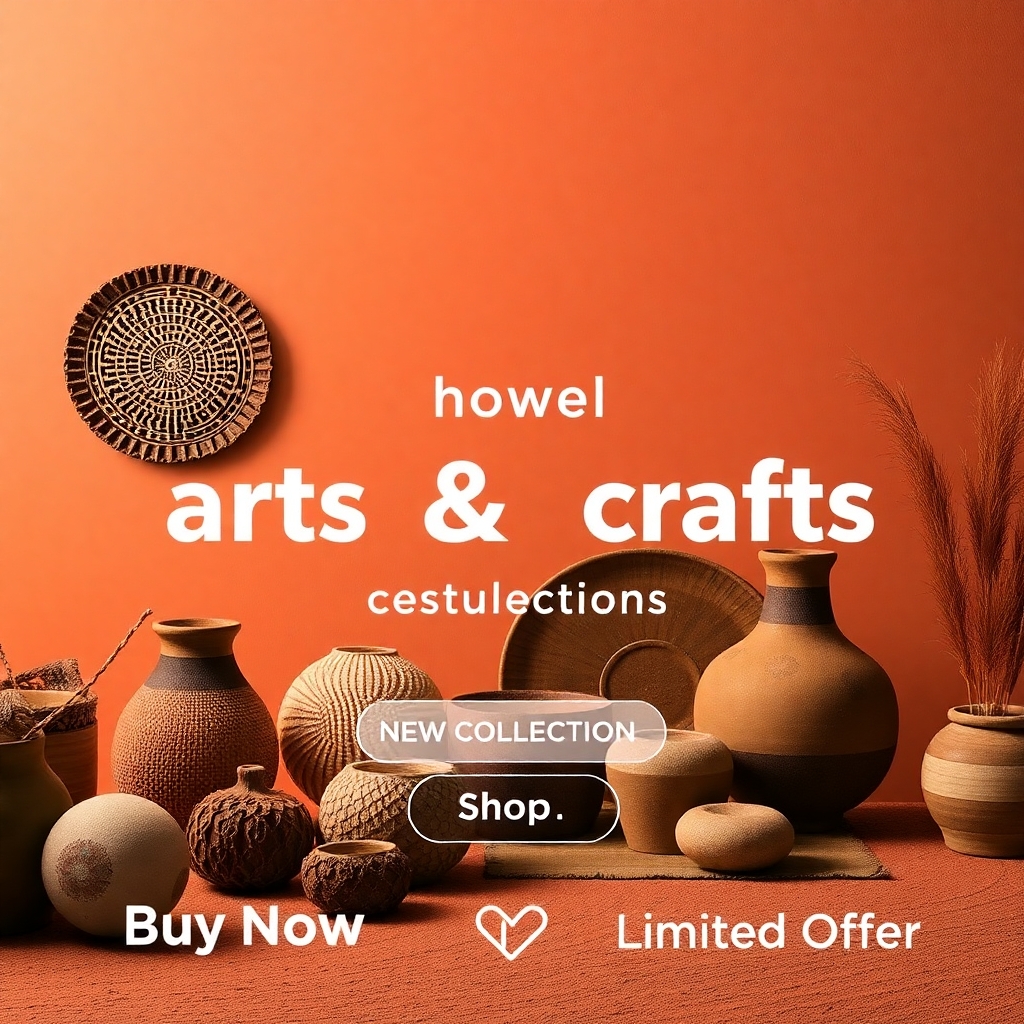 howel
arts & crafts
cestulections
NEW COLLECTION
Shop.
Buy Now
Limited Offer